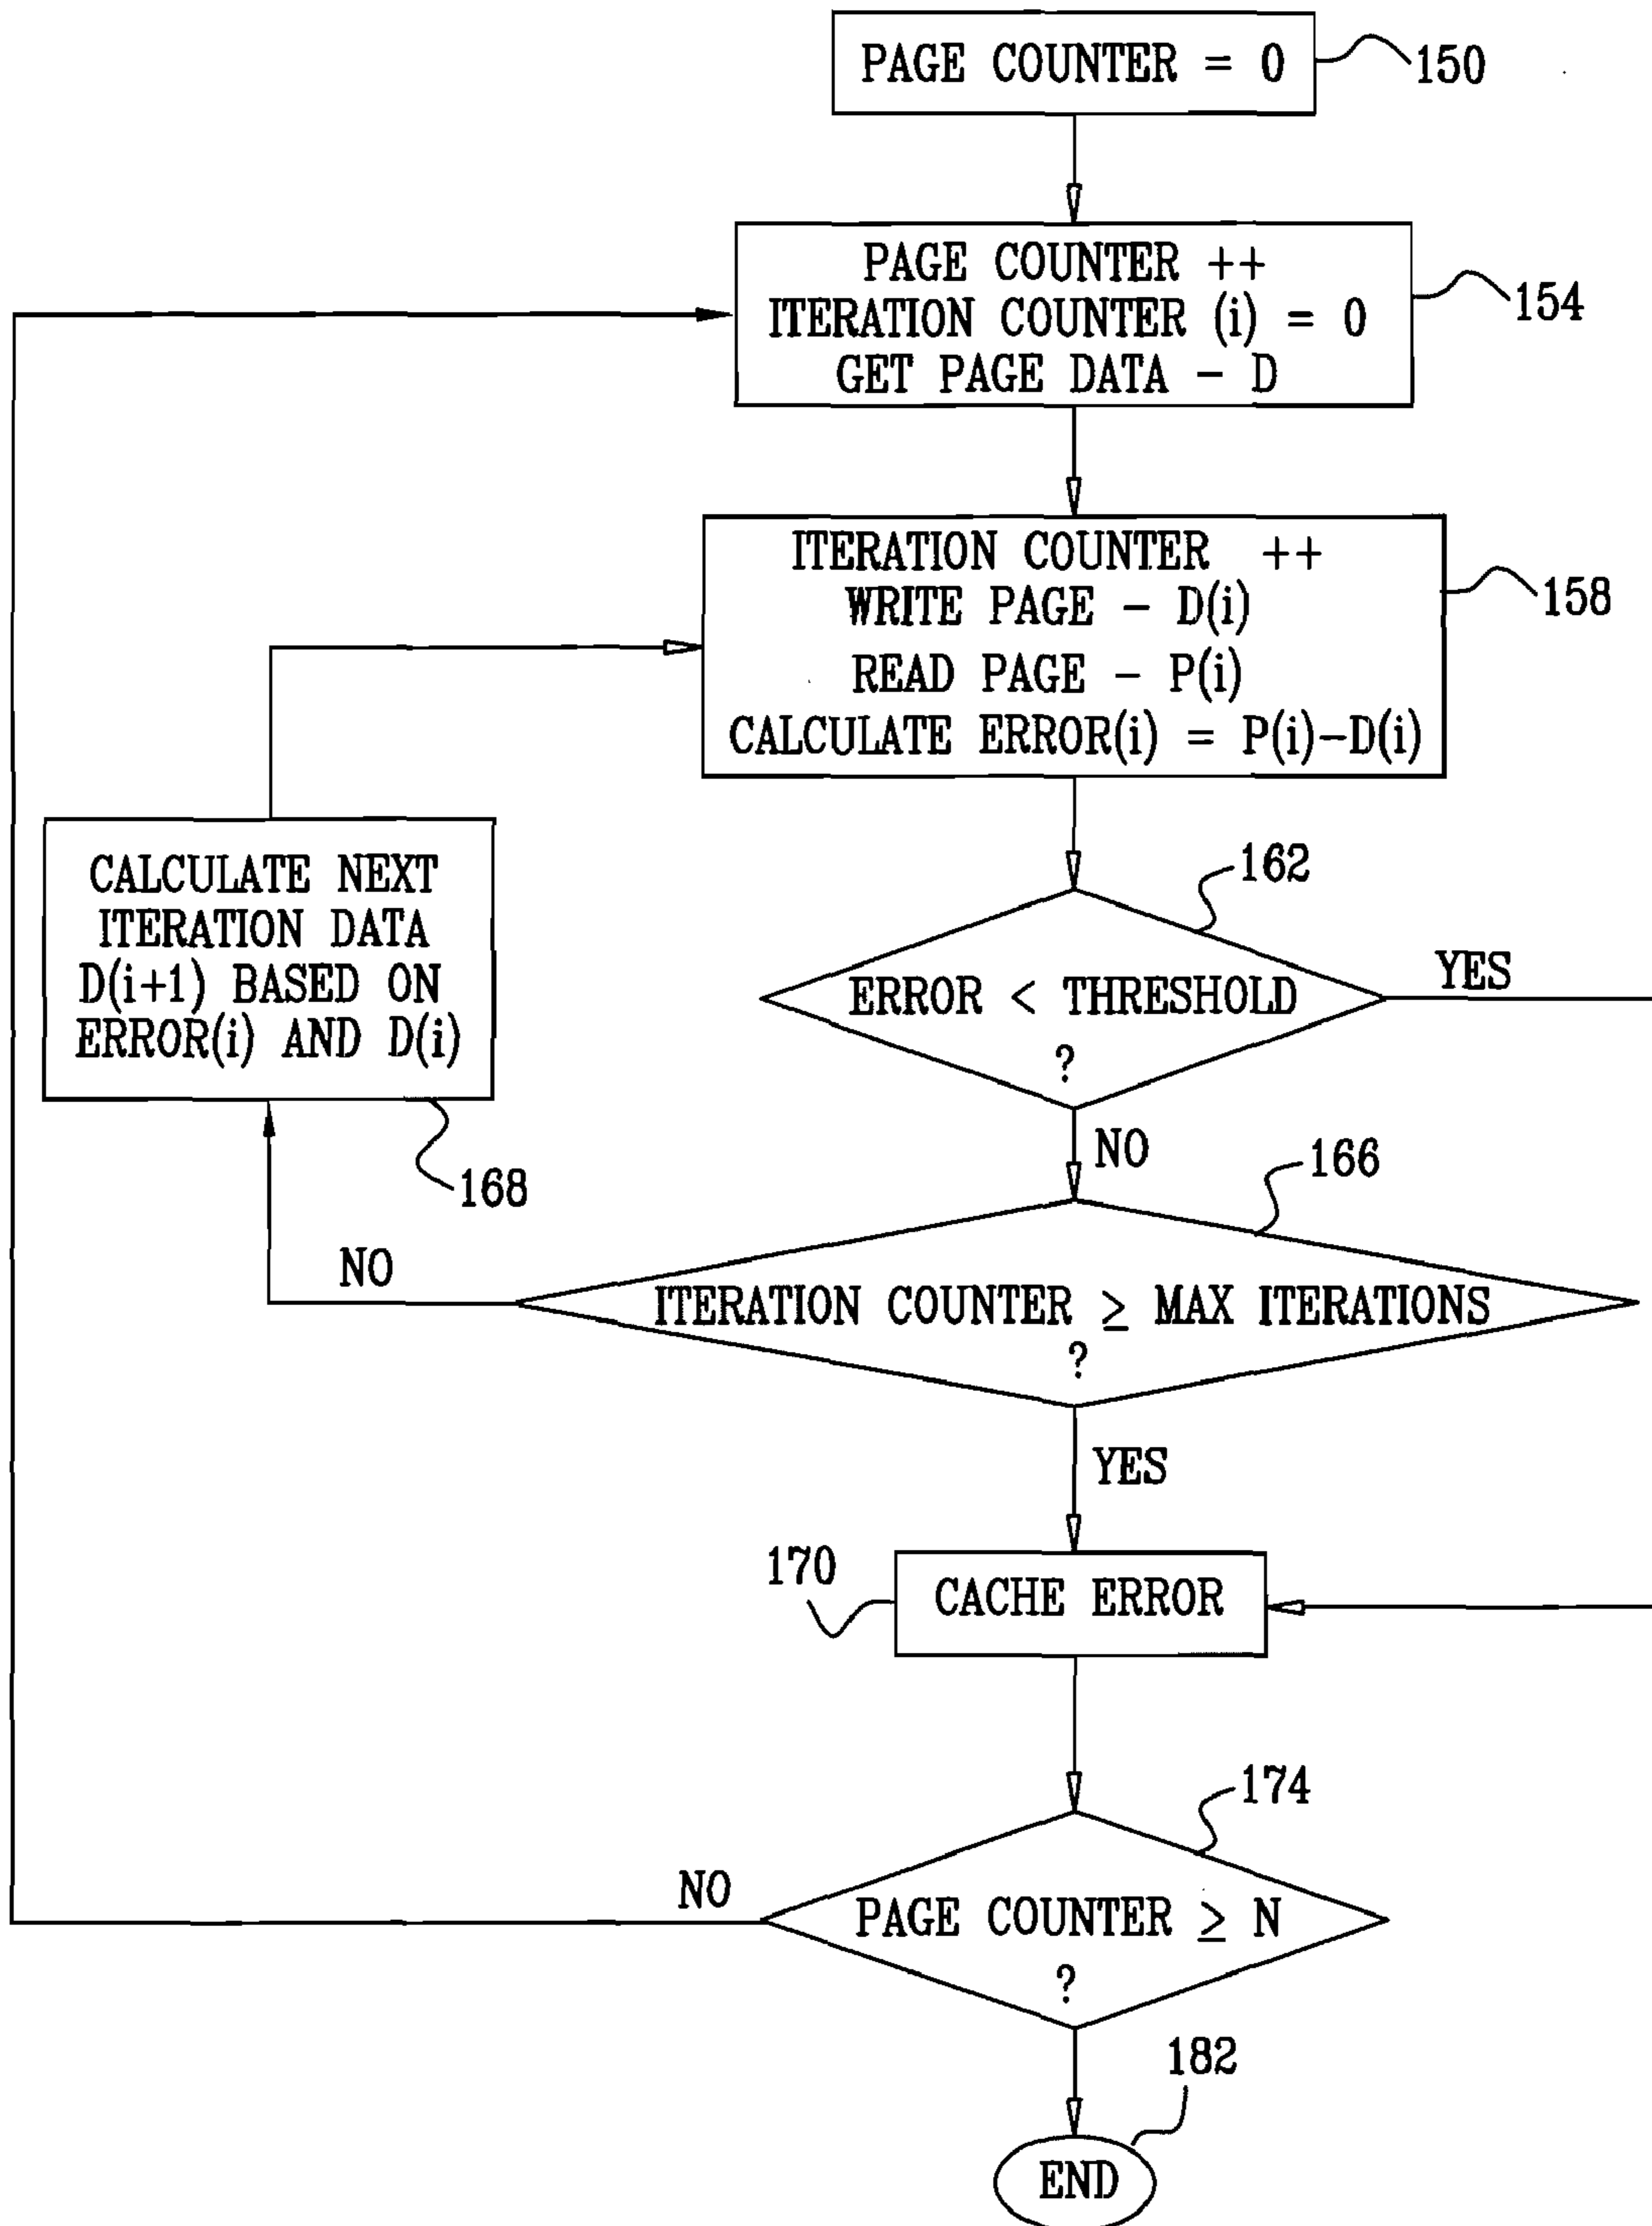 PAGE COUNTER = 0
150
PAGE COUNTER ++
ITERATION COUNTER (i) = 0
GET PAGE DATA - D
154
ITERATION COUNTER ++
WRITE PAGE - D(i)
READ PAGE - P(i)
CALCULATE ERROR(i) = P(i)-D(i)
158
CALCULATE NEXT
ITERATION DATA
D(i+1) BASED ON
ERROR(i) AND D(i)
168
162
ERROR < THRESHOLD
?
YES
NO
166
ITERATION COUNTER ≥ MAX ITERATIONS
?
NO
YES
170
CACHE ERROR
174
PAGE COUNTER ≥ N
?
NO
182
END